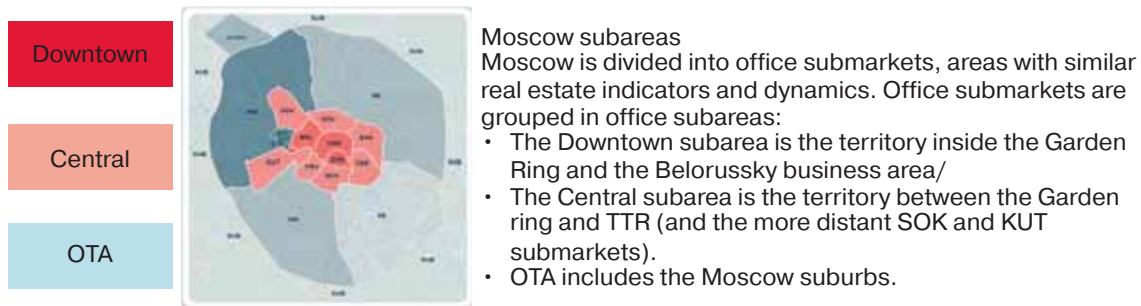 Downtown
Central
OTA
Moscow subareas
Moscow is divided into office submarkets, areas with similar
real estate indicators and dynamics. Office submarkets are
grouped in office subareas:
• The Downtown subarea is the territory inside the Garden
Ring and the Belorussky business area/
• The Central subarea is the territory between the Garden
ring and TTR (and the more distant SOK and KUT
submarkets).
• OTA includes the Moscow suburbs.